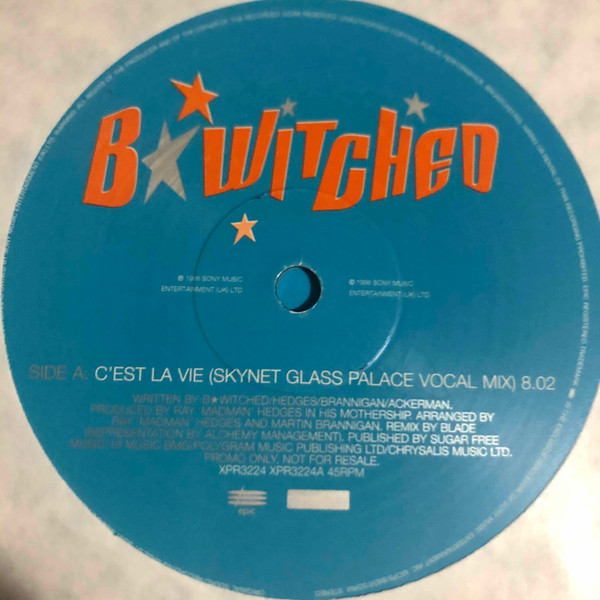 B★WITCHED
℗ 1998 SONY MUSIC
ENTERTAINMENT (UK) LTD
© 1998 SONY MUSIC
ENTERTAINMENT (UK) LTD
SIDE A: C'EST LA VIE (SKYNET GLASS PALACE VOCAL MIX) 8.02
WRITTEN BY B★WITCHED/HEDGES/BRANNIGAN/ACKERMAN.
PRODUCED BY RAY 'MADMAN' HEDGES IN HIS MOTHERSHIP. ARRANGED BY
RAY 'MADMAN' HEDGES AND MARTIN BRANNIGAN. REMIX BY BLADE
(REPRESENTATION BY ALCHEMY MANAGEMENT). PUBLISHED BY SUGAR FREE
MUSIC/ MUSIC/BMG/POLYGRAM MUSIC PUBLISHING LTD/CHRYSALIS MUSIC LTD.
PROMO ONLY, NOT FOR RESALE.
XPR3224 XPR3224A 45RPM
epic